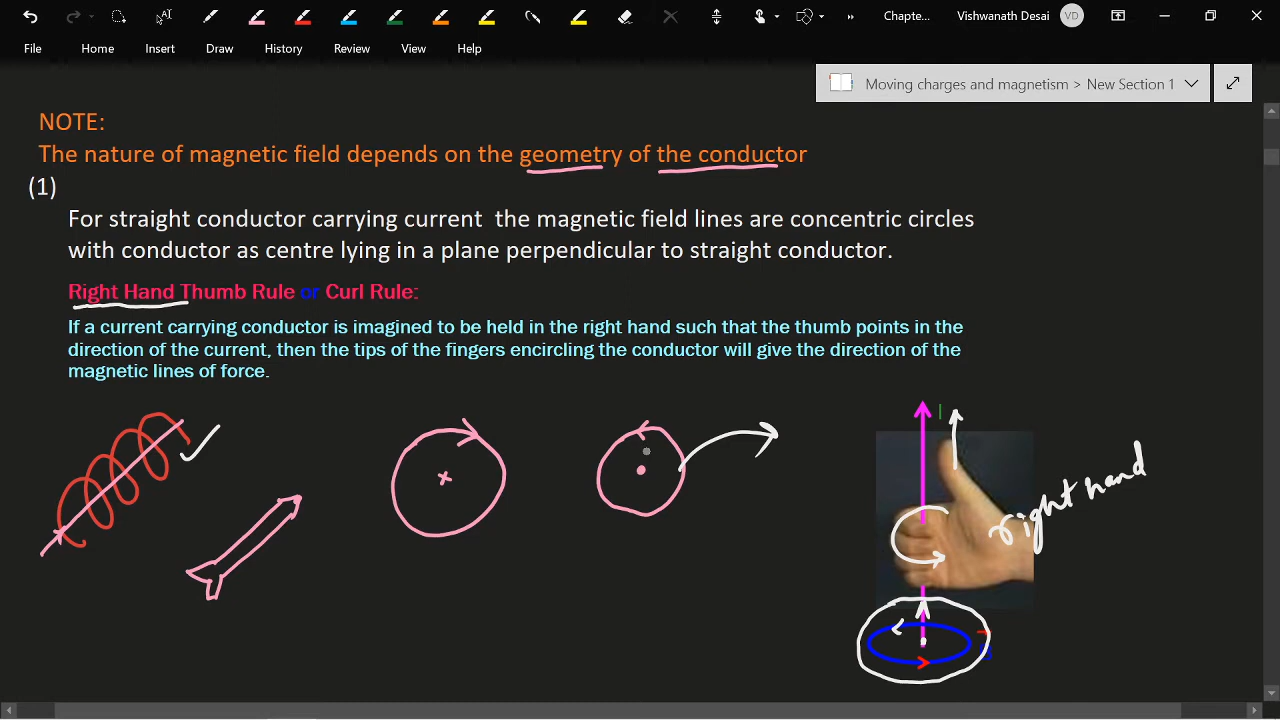 Chapte... Vishwanath Desai VD
File Home Insert Draw History Review View Help
Moving charges and magnetism > New Section 1
NOTE:
The nature of magnetic field depends on the geometry of the conductor
(1)
For straight conductor carrying current the magnetic field lines are concentric circles
with conductor as centre lying in a plane perpendicular to straight conductor.
Right Hand Thumb Rule or Curl Rule:
If a current carrying conductor is imagined to be held in the right hand such that the thumb points in the
direction of the current, then the tips of the fingers encircling the conductor will give the direction of the
magnetic lines of force.
I
right hand